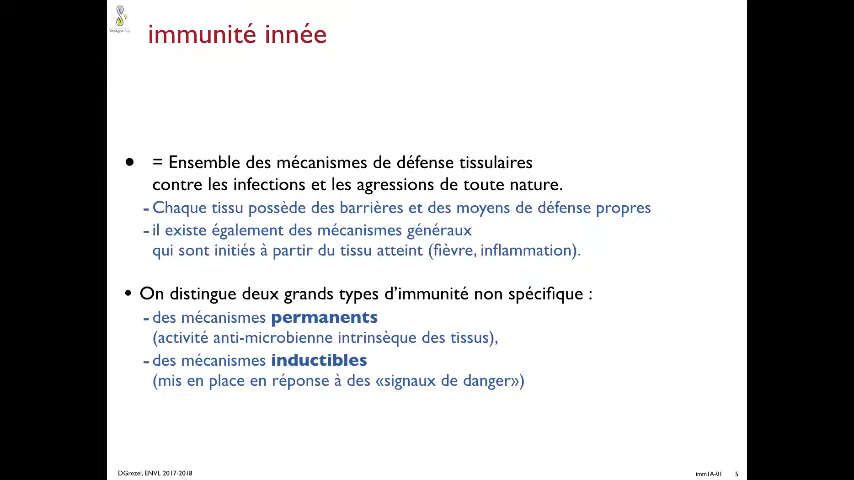 immunité innée
• = Ensemble des mécanismes de défense tissulaires
contre les infections et les agressions de toute nature.
- Chaque tissu possède des barrières et des moyens de défense propres
- il existe également des mécanismes généraux
qui sont initiés à partir du tissu atteint (fièvre, inflammation).
• On distingue deux grands types d'immunité non spécifique :
- des mécanismes permanents
(activité anti-microbienne intrinsèque des tissus),
- des mécanismes inductibles
(mis en place en réponse à des «signaux de danger»)
DGrezel, ENVL 2017-2018
imm1A-01 5